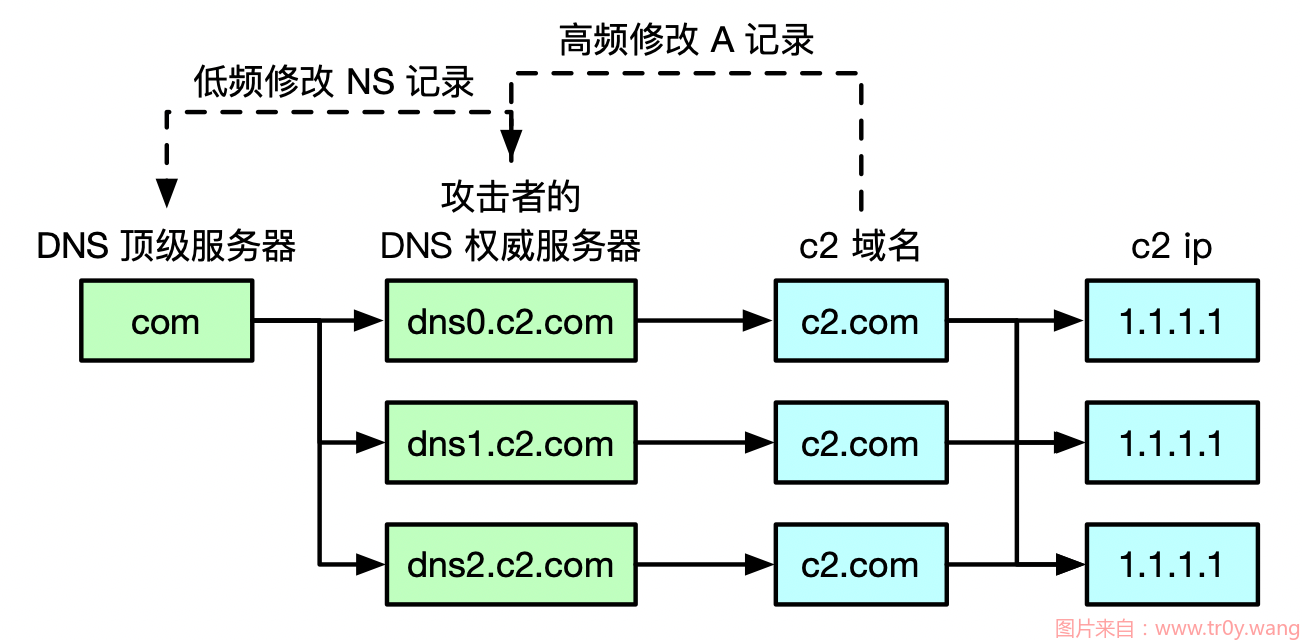 高频修改 A 记录
低频修改 NS 记录
攻击者的
DNS 顶级服务器
DNS 权威服务器
c2 域名
c2 ip
com
dns0.c2.com
c2.com
1.1.1.1
dns1.c2.com
c2.com
1.1.1.1
dns2.c2.com
c2.com
1.1.1.1
图片来自：www.tr0y.wang